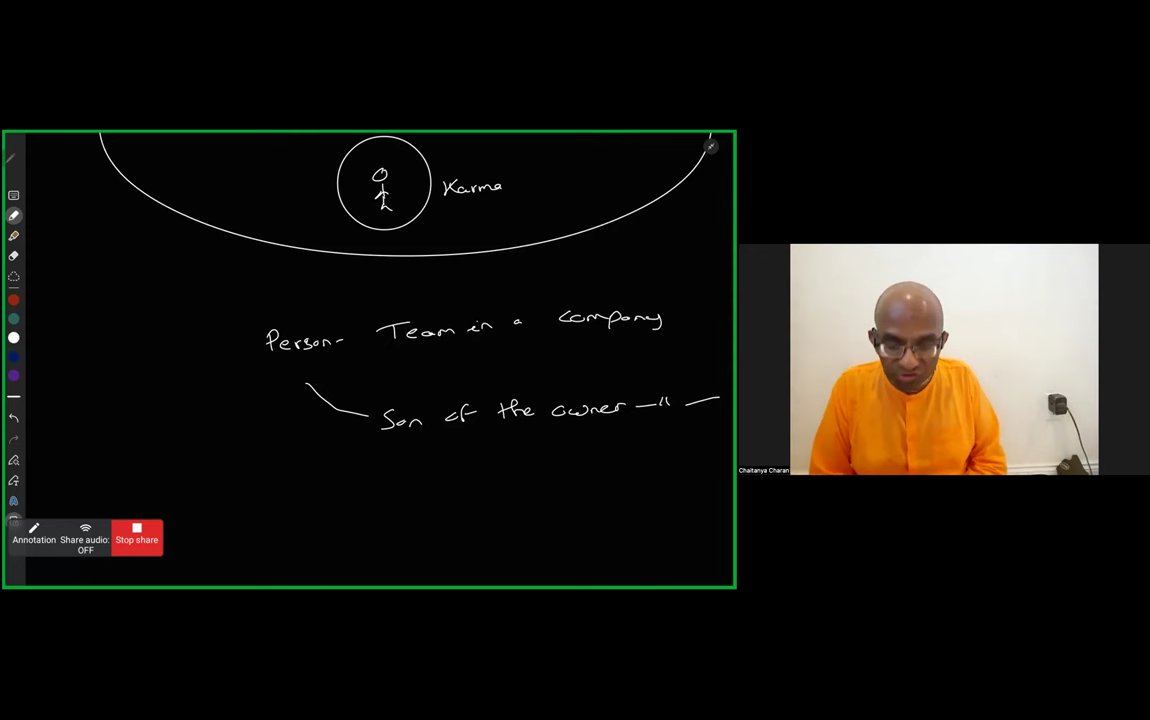 Karma
Person- Team in a company
Son of the owner —〃—
Annotation
Share audio:
OFF
Stop share
Chaitanya Charan